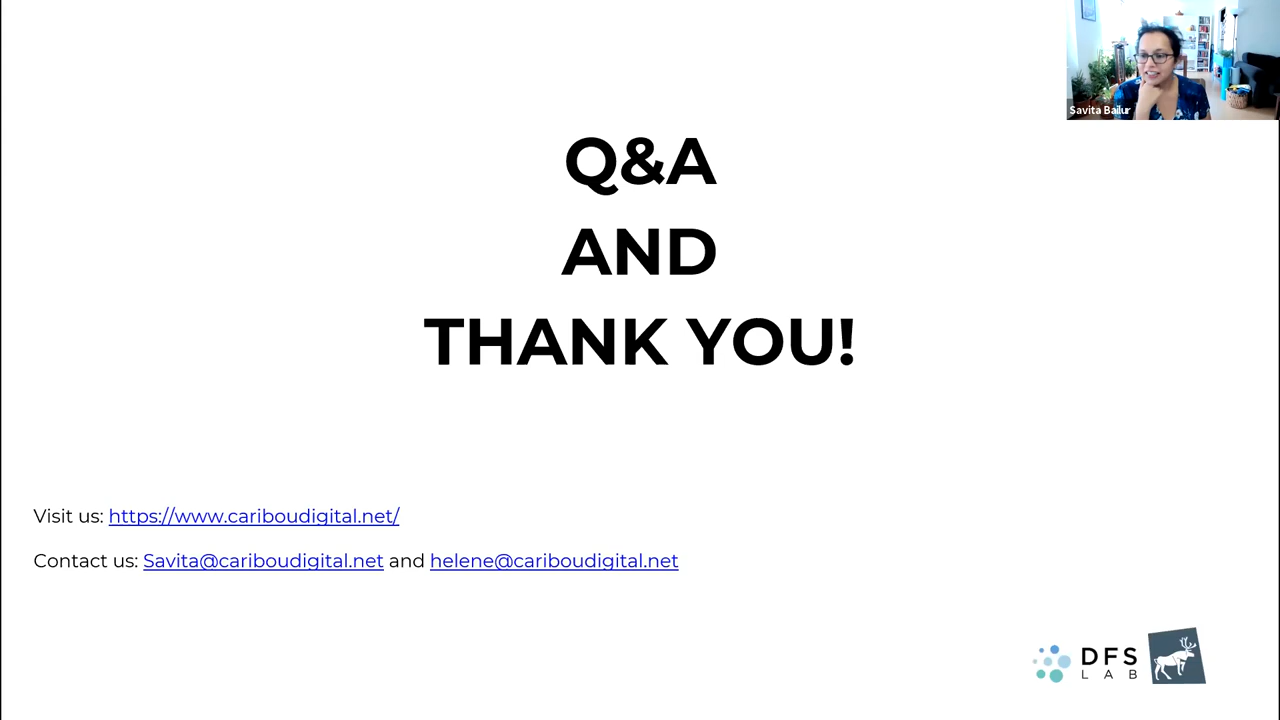 Savita Bailur
Q&A
AND
THANK YOU!
Visit us: https://www.cariboudigital.net/
Contact us: Savita@cariboudigital.net and helene@cariboudigital.net
DFS
LAB